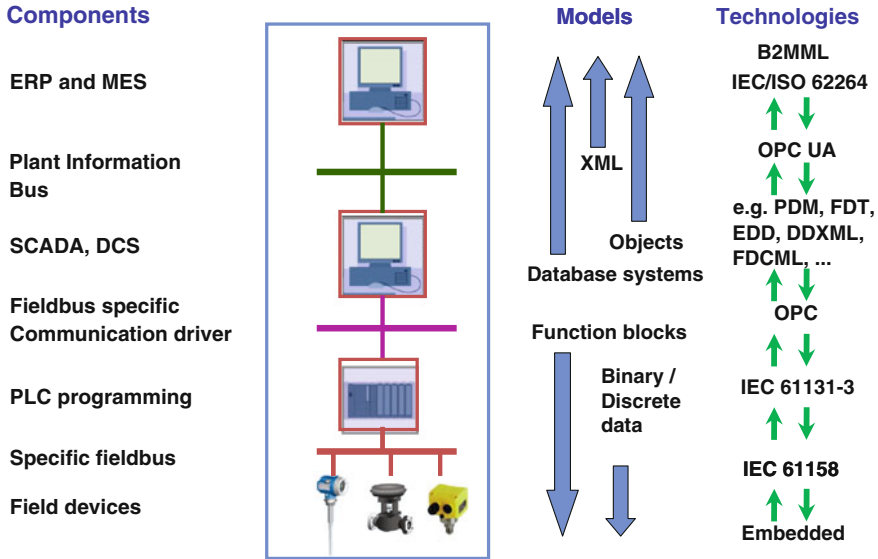 Components
Models
Technologies
ERP and MES
Plant Information
Bus
SCADA, DCS
Fieldbus specific
Communication driver
PLC programming
Specific fieldbus
Field devices
XML
Objects
Database systems
Function blocks
Binary /
Discrete
data
B2MML
IEC/ISO 62264
OPC UA
e.g. PDM, FDT,
EDD, DDXML,
FDCML, ...
OPC
IEC 61131-3
IEC 61158
Embedded